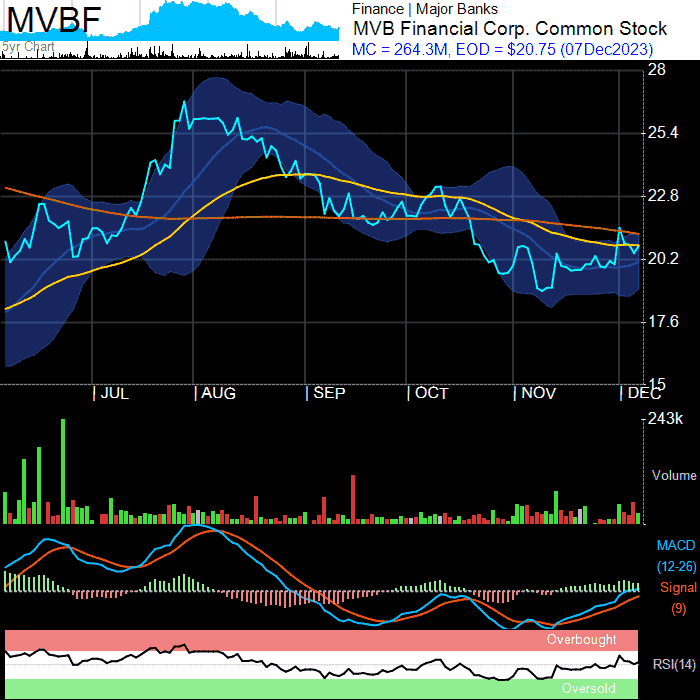 MVBF
5yr Chart
Finance | Major Banks
MVB Financial Corp. Common Stock
MC = 264.3M, EOD = $20.75 (07Dec2023)
28
25.4
22.8
20.2
17.6
15
JUL
AUG
SEP
OCT
NOV
DEC
243k
Volume
MACD
(12-26)
Signal
(9)
Overbought
RSI(14)
Oversold